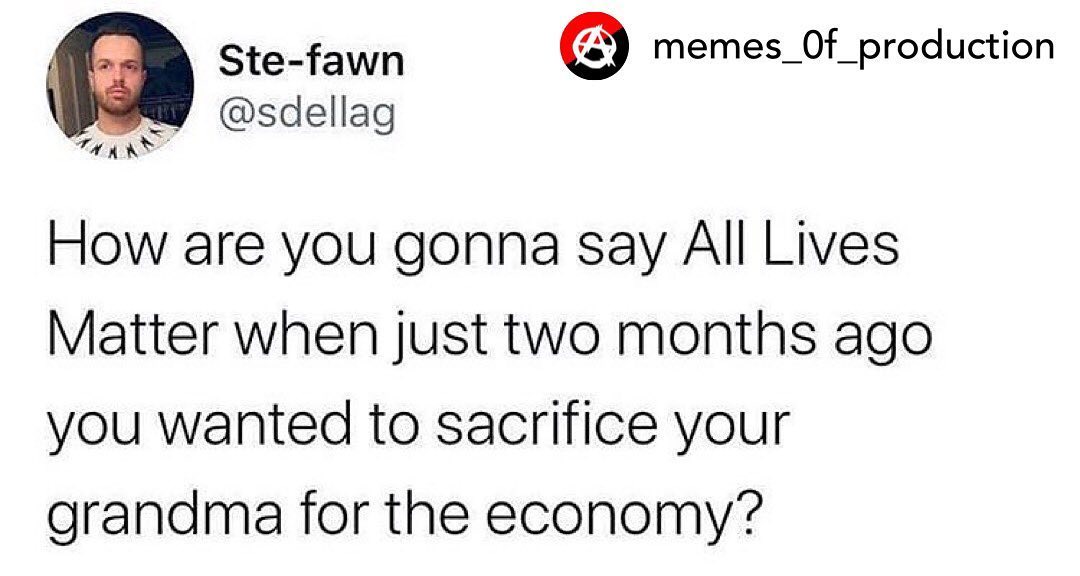 Ste-fawn
@sdellag
memes_0f_production
How are you gonna say All Lives
Matter when just two months ago
you wanted to sacrifice your
grandma for the economy?